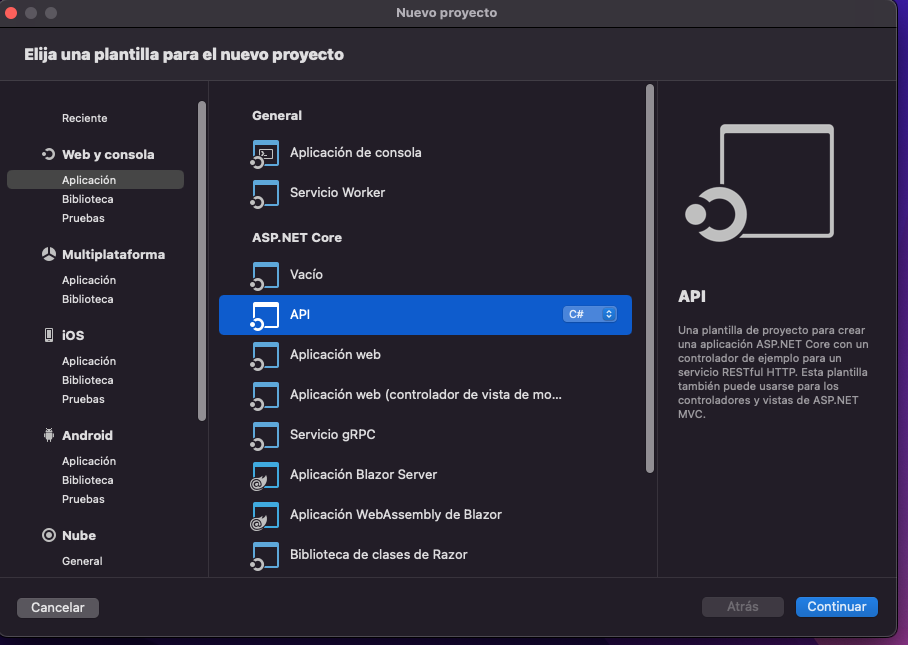 Nuevo proyecto
Elija una plantilla para el nuevo proyecto
Reciente
Web y consola
Aplicación
Biblioteca
Pruebas
Multiplataforma
Aplicación
Biblioteca
iOS
Aplicación
Biblioteca
Pruebas
Android
Aplicación
Biblioteca
Pruebas
Nube
General
General
Aplicación de consola
Servicio Worker
ASP.NET Core
Vacío
API
C#
Aplicación web
Aplicación web (controlador de vista de mo...
Servicio gRPC
Aplicación Blazor Server
Aplicación WebAssembly de Blazor
Biblioteca de clases de Razor
API
Una plantilla de proyecto para crear
una aplicación ASP.NET Core con un
controlador de ejemplo para un
servicio RESTful HTTP. Esta plantilla
también puede usarse para los
controladores y vistas de ASP.NET
MVC.
Cancelar
Atrás
Continuar